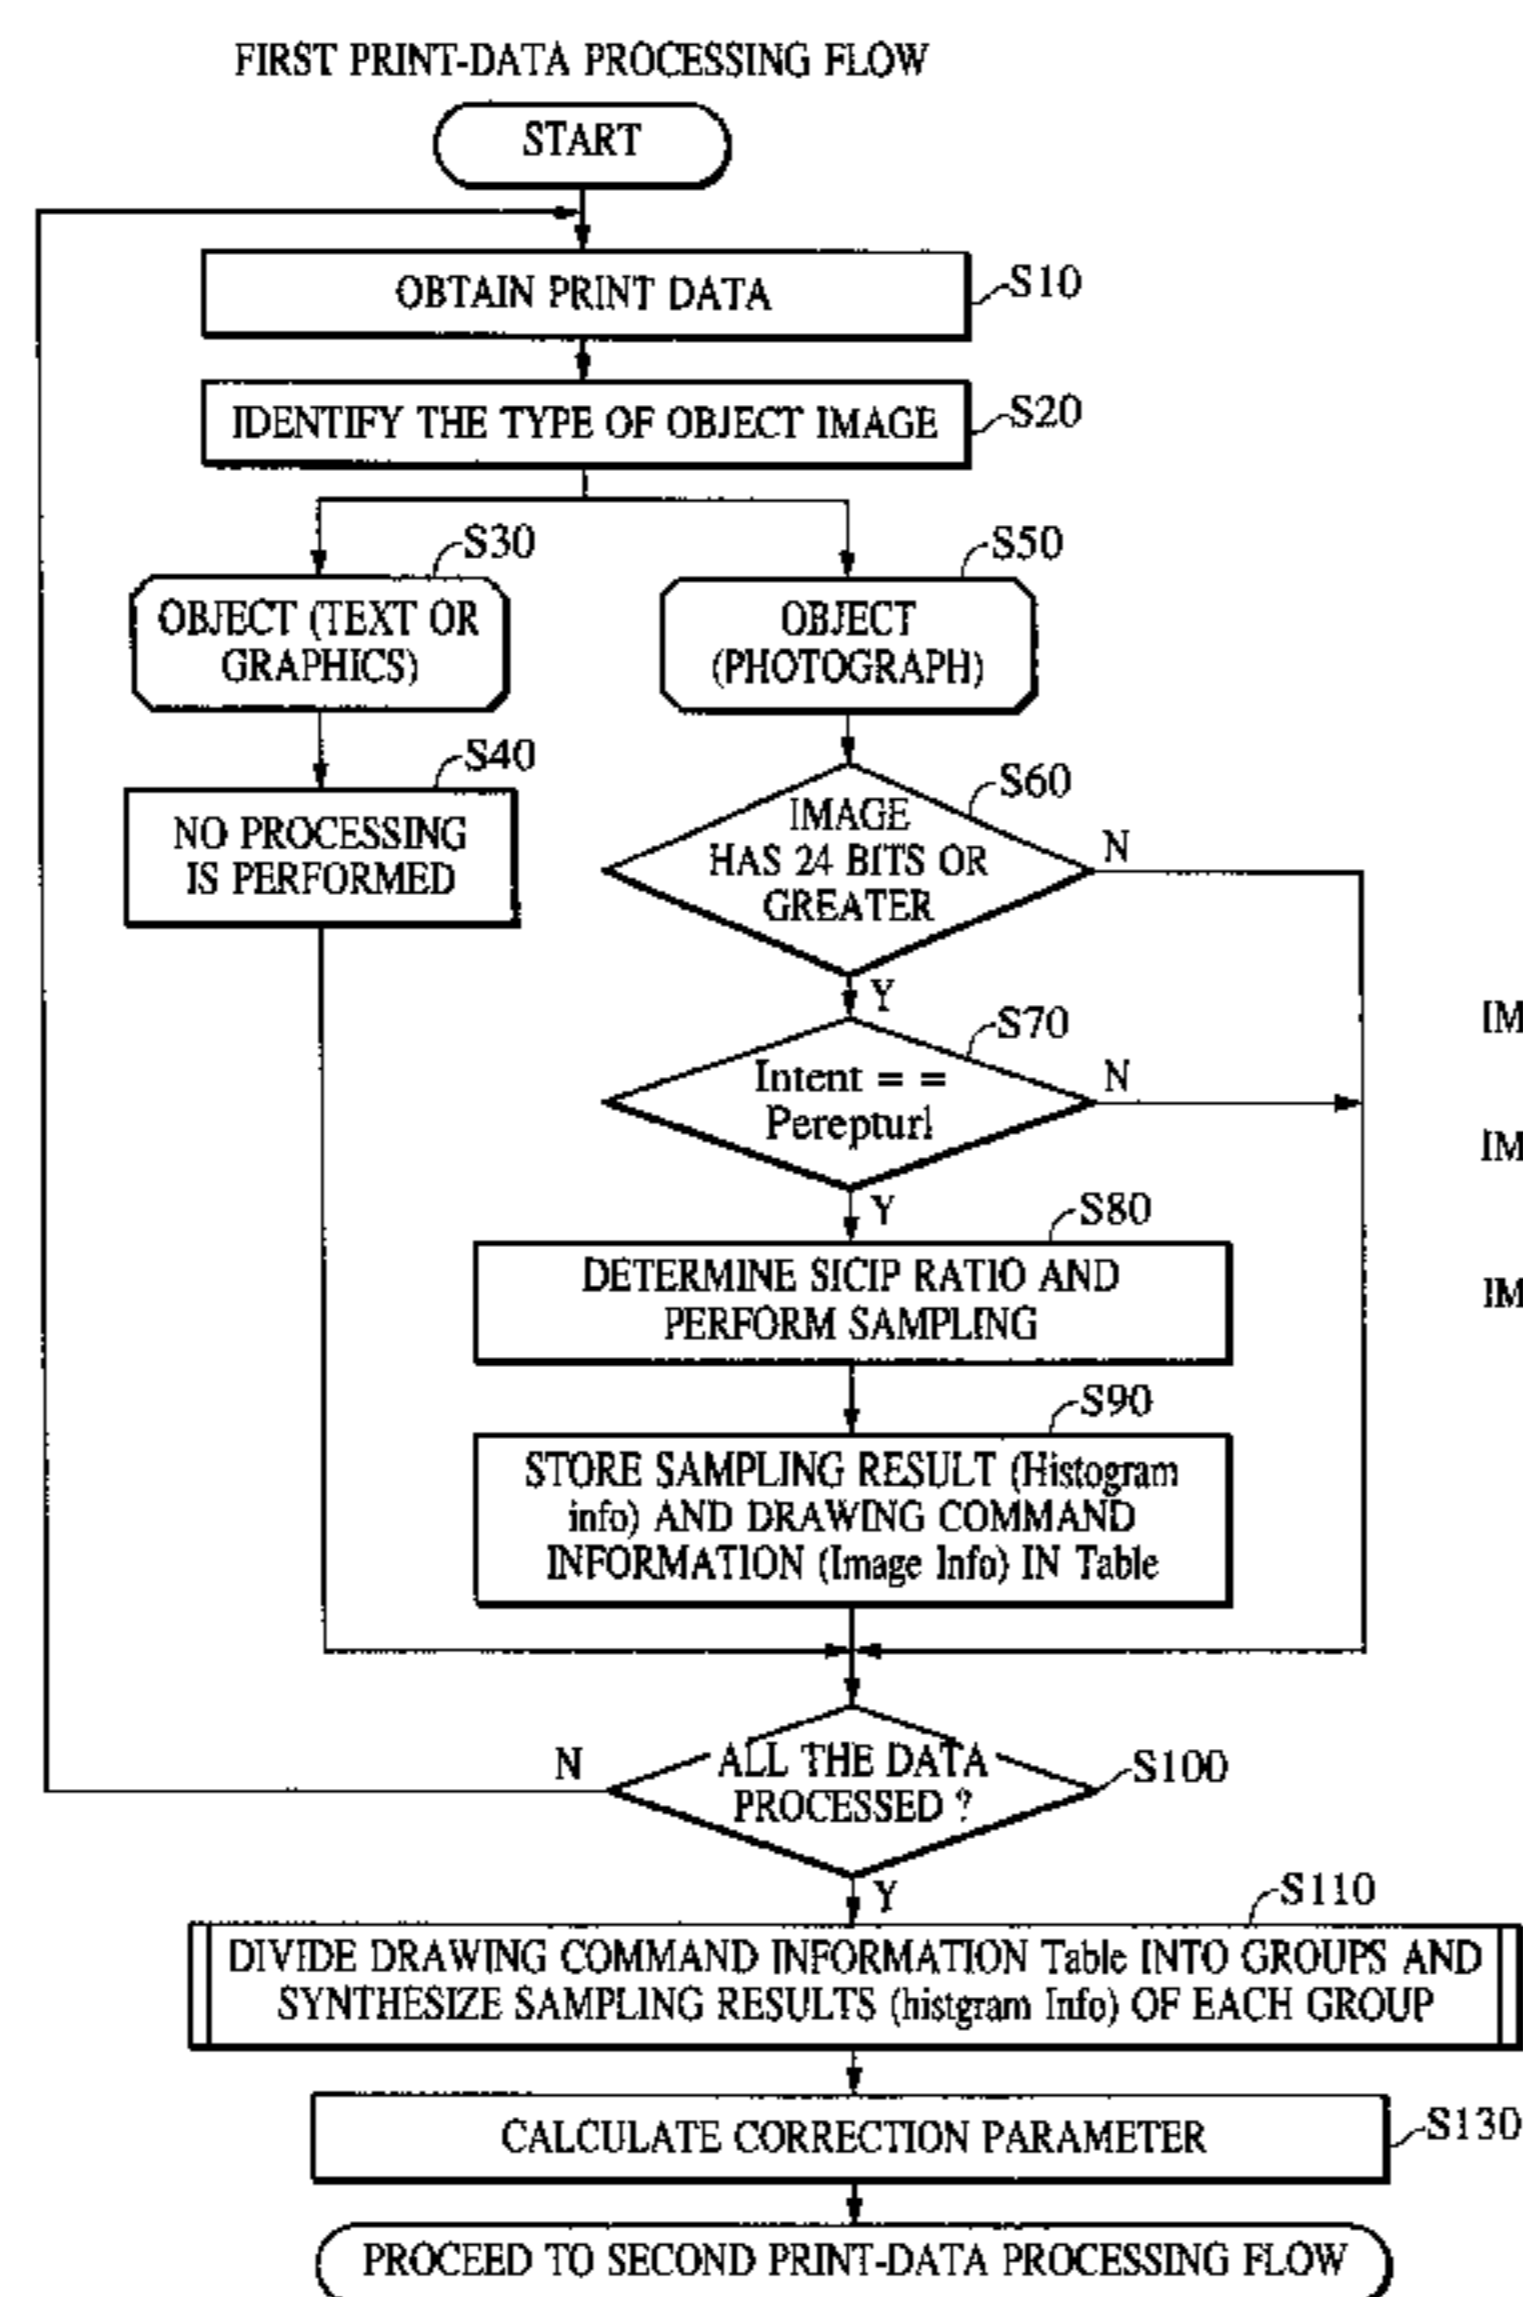 FIRST PRINT-DATA PROCESSING FLOW
START
OBTAIN PRINT DATA
S10
IDENTIFY THE TYPE OF OBJECT IMAGE
S20
S30
OBJECT (TEXT OR
GRAPHICS)
S50
OBJECT
(PHOTOGRAPH)
S40
NO PROCESSING
IS PERFORMED
S60
IMAGE
HAS 24 BITS OR
GREATER
N
Y
IM
S70
Intent = =
Perepturl
N
IM
Y
S80
DETERMINE SICIP RATIO AND
PERFORM SAMPLING
IM
S90
STORE SAMPLING RESULT (Histogram
info) AND DRAWING COMMAND
INFORMATION (Image Info) IN Table
N
ALL THE DATA
PROCESSED ?
S100
Y
S110
DIVIDE DRAWING COMMAND INFORMATION Table INTO GROUPS AND
SYNTHESIZE SAMPLING RESULTS (histgram Info) OF EACH GROUP
CALCULATE CORRECTION PARAMETER
S130
PROCEED TO SECOND PRINT-DATA PROCESSING FLOW